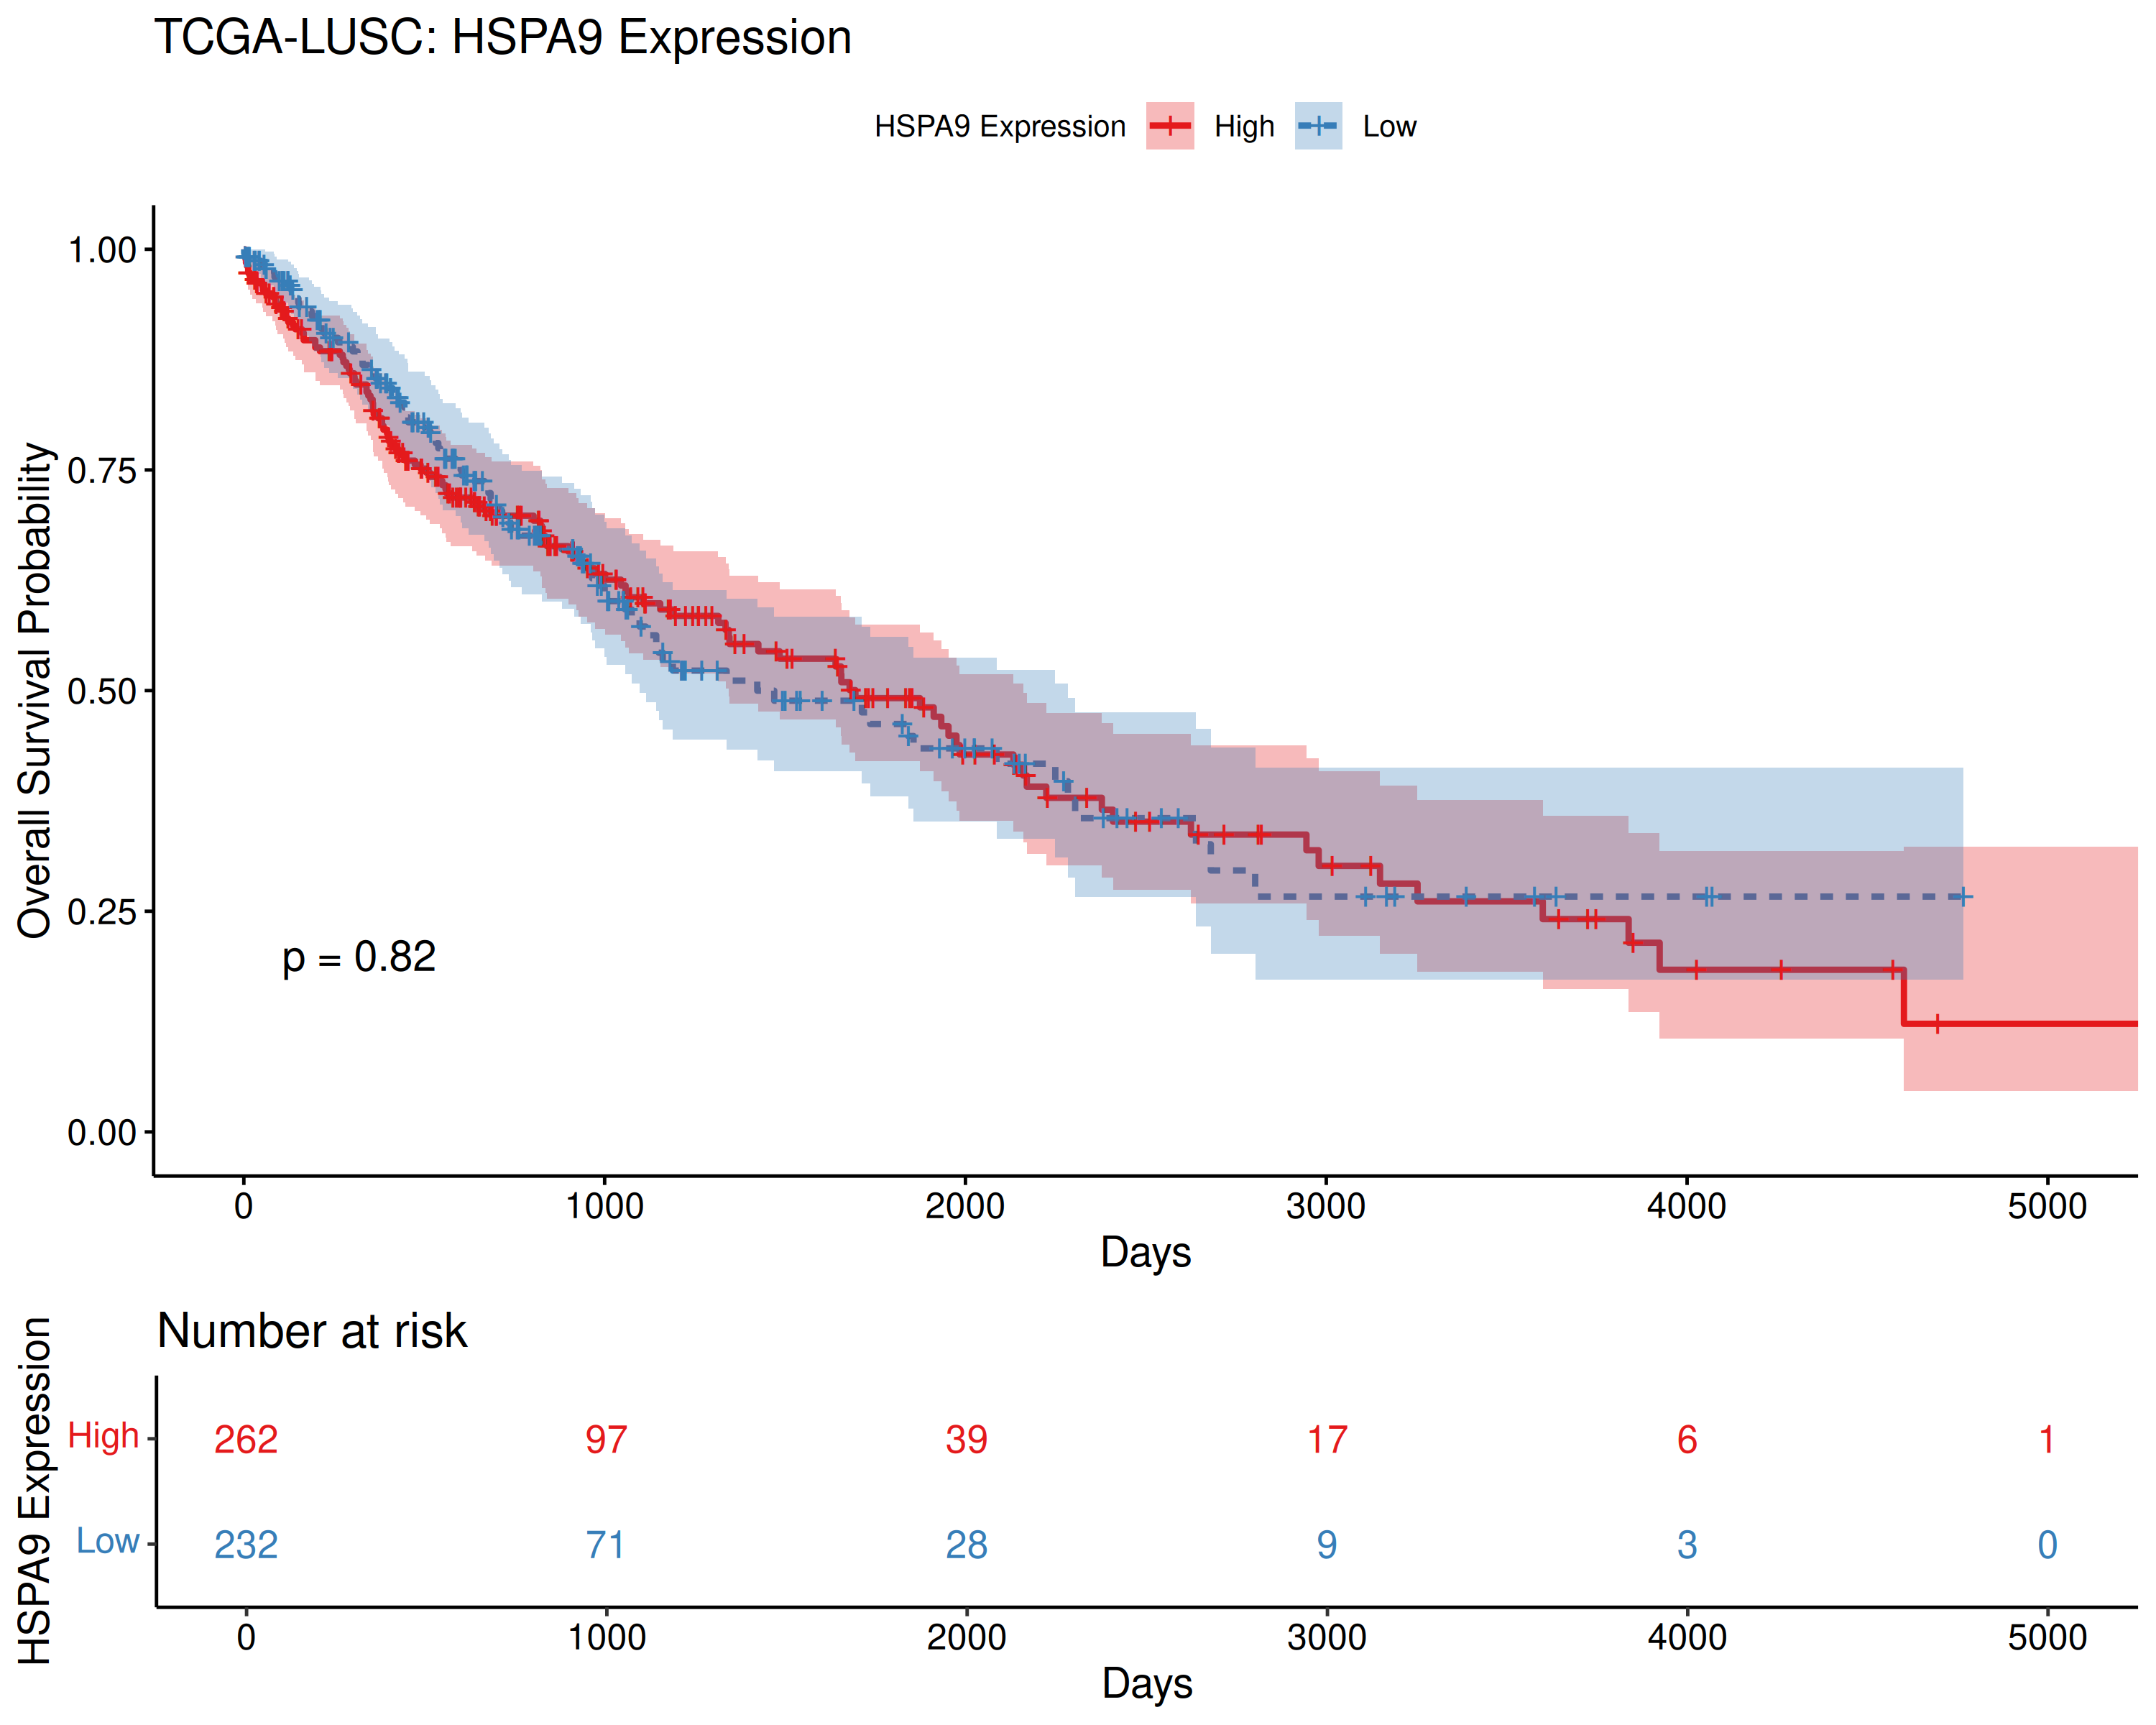 TCGA-LUSC: HSPA9 Expression
HSPA9 Expression High Low
Overall Survival Probability
1.00
0.75
0.50
0.25
0.00
p = 0.82
0 1000 2000 3000 4000 5000
Days
Number at risk
HSPA9 Expression
High 262 97 39 17 6 1
Low 232 71 28 9 3 0
0 1000 2000 3000 4000 5000
Days